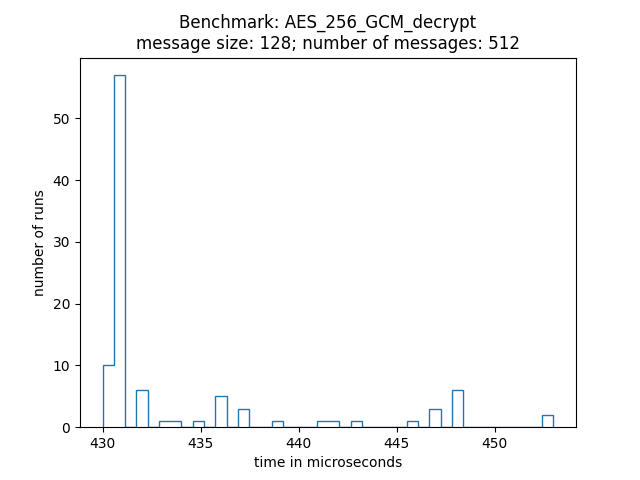 Benchmark: AES_256_GCM_decrypt
message size: 128; number of messages: 512
50
40
30
20
10
0
number of runs
430 435 440 445 450
time in microseconds